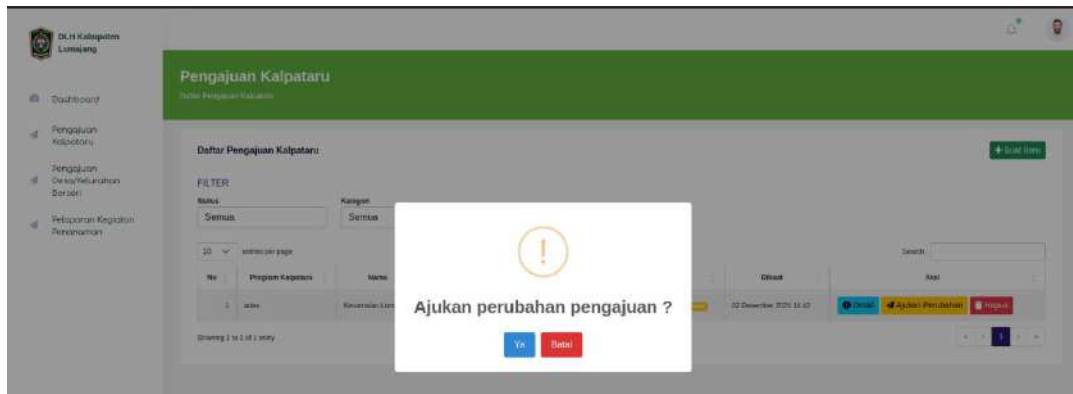 DLH Kabupaten
Lumajang
Pengajuan Kalpataru
Daftar Pengajuan Kalpataru
Dashboard
Pengajuan
Kalpataru
Pengajuan
Desa/Kelurahan
Berseri
Pelaporan Kegiatan
Penanaman
Daftar Pengajuan Kalpataru
+ Buat Baru
FILTER
Status
Kategori
Semua
Semua
10 entries per page
Search:
No Program Kalpataru Nama Dibuat Aksi
1 Kecamatan 02 Desember Detail Ajukan Perubahan Hapus
Showing 1 to 1 of 1 entry
1
!
Ajukan perubahan pengajuan ?
Ya Batal